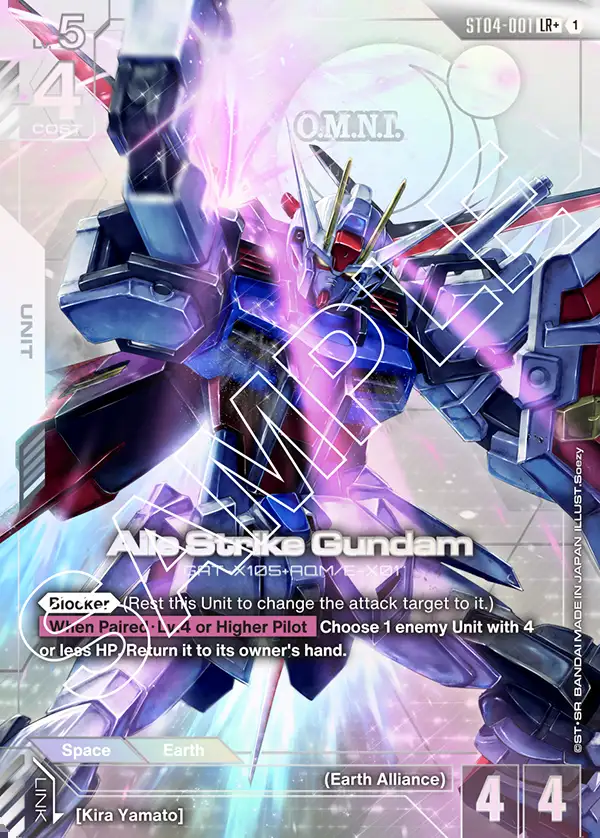 Lv.5
ST04-001 LR+ 1
4
COST
O.M.N.I.
UNIT
SAMPLE
Aile Strike Gundam
GAT-X105+AQM/E-X01
Blocker (Rest this Unit to change the attack target to it.)
When Paired･Lv.4 or Higher Pilot Choose 1 enemy Unit with 4
or less HP. Return it to its owner's hand.
©ST･SR BANDAI MADE IN JAPAN ILLUST.Soezy
Space Earth
(Earth Alliance)
LINK
[Kira Yamato]
4 4